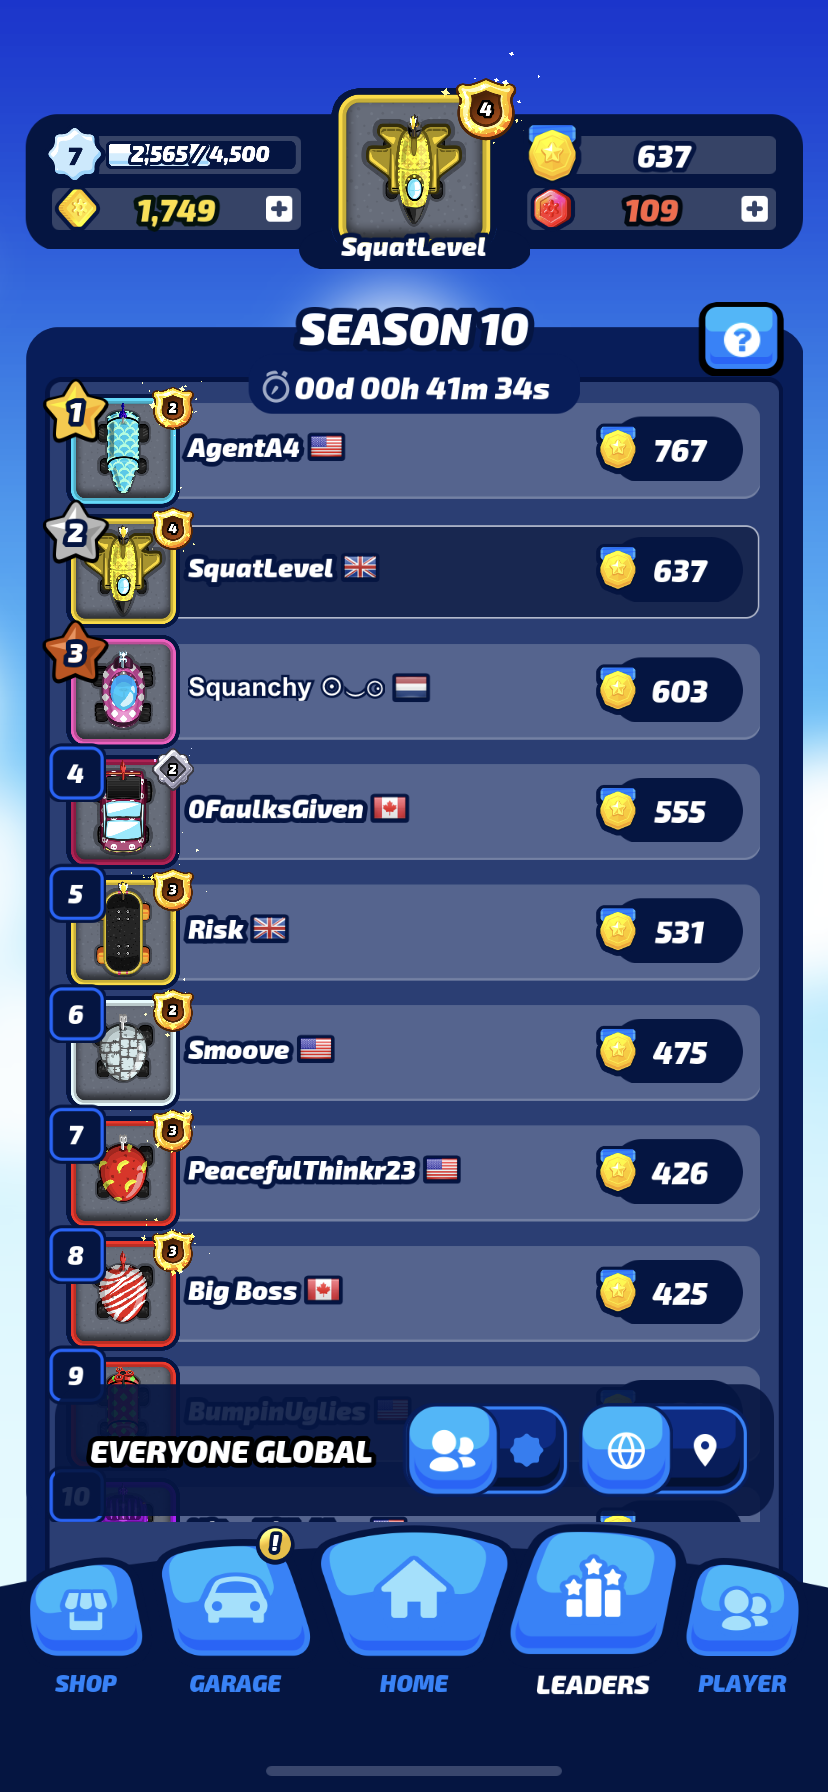 4
7 2,565/4,500
637
1,749
109
SquatLevel
SEASON 10
00d 00h 41m 34s
1 2 AgentA4 767
2 4 SquatLevel 637
3 Squanchy ʘ‿ʘ 603
4 2 0FaulksGiven 555
5 3 Risk 531
6 2 Smoove 475
7 3 PeacefulThinkr23 426
8 3 Big Boss 425
9 BumpinUglies
EVERYONE GLOBAL
10
SHOP GARAGE HOME LEADERS PLAYER